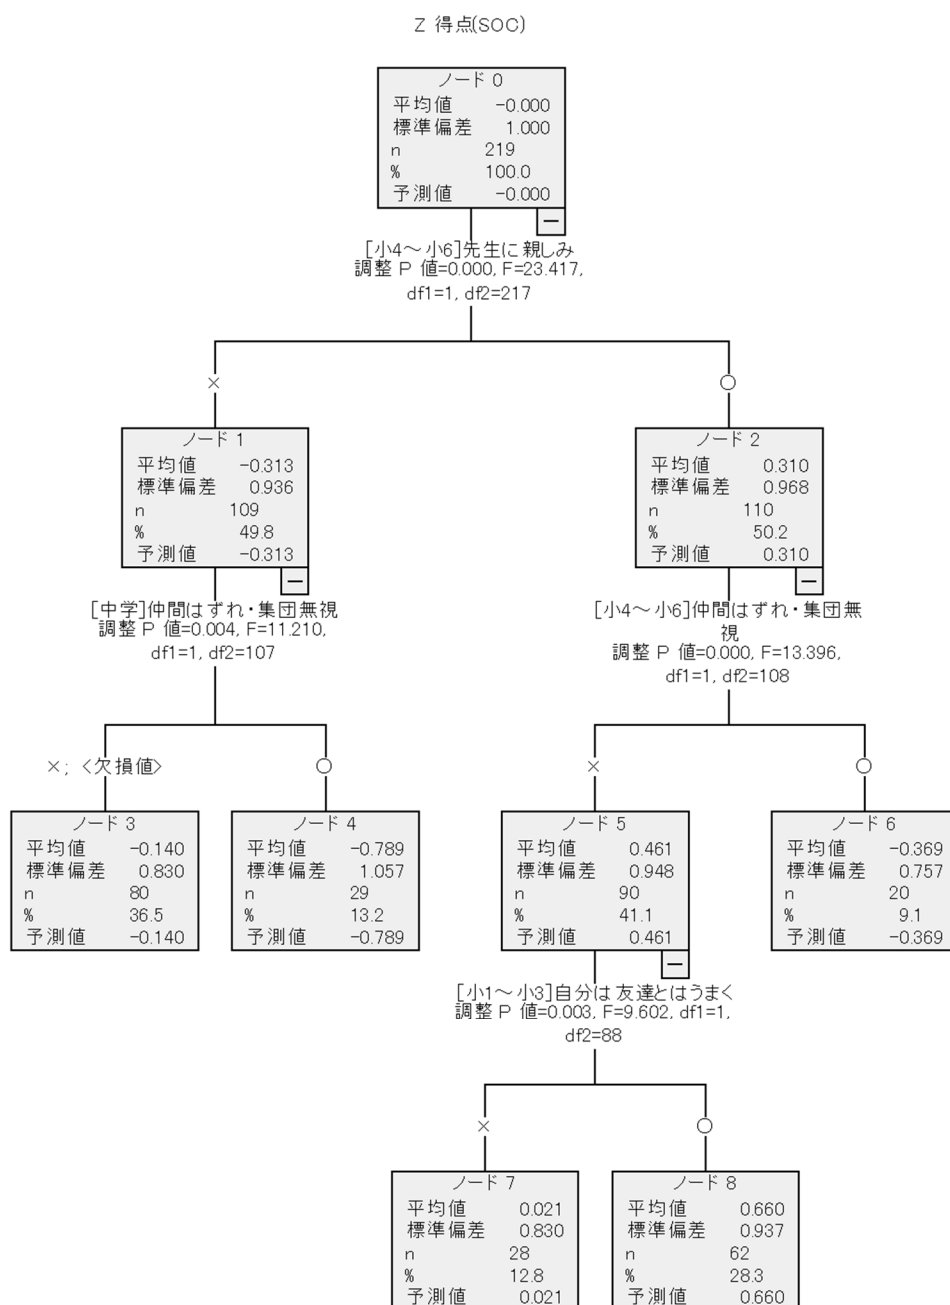 Z 得点(SOC)
ノード 0
平均値 -0.000
標準偏差 1.000
n 219
% 100.0
予測値 -0.000
[小4～小6]先生に親しみ
調整 P 値=0.000, F=23.417,
df1=1, df2=217
×
○
ノード 1
平均値 -0.313
標準偏差 0.936
n 109
% 49.8
予測値 -0.313
ノード 2
平均値 0.310
標準偏差 0.968
n 110
% 50.2
予測値 0.310
[中学]仲間はずれ・集団無視
調整 P 値=0.004, F=11.210,
df1=1, df2=107
[小4～小6]仲間はずれ・集団無
視
調整 P 値=0.000, F=13.396,
df1=1, df2=108
×; <欠損値>
○
×
○
ノード 3
平均値 -0.140
標準偏差 0.830
n 80
% 36.5
予測値 -0.140
ノード 4
平均値 -0.789
標準偏差 1.057
n 29
% 13.2
予測値 -0.789
ノード 5
平均値 0.461
標準偏差 0.948
n 90
% 41.1
予測値 0.461
ノード 6
平均値 -0.369
標準偏差 0.757
n 20
% 9.1
予測値 -0.369
[小1～小3]自分は友達とはうまく
調整 P 値=0.003, F=9.602, df1=1,
df2=88
×
○
ノード 7
平均値 0.021
標準偏差 0.830
n 28
% 12.8
予測値 0.021
ノード 8
平均値 0.660
標準偏差 0.937
n 62
% 28.3
予測値 0.660